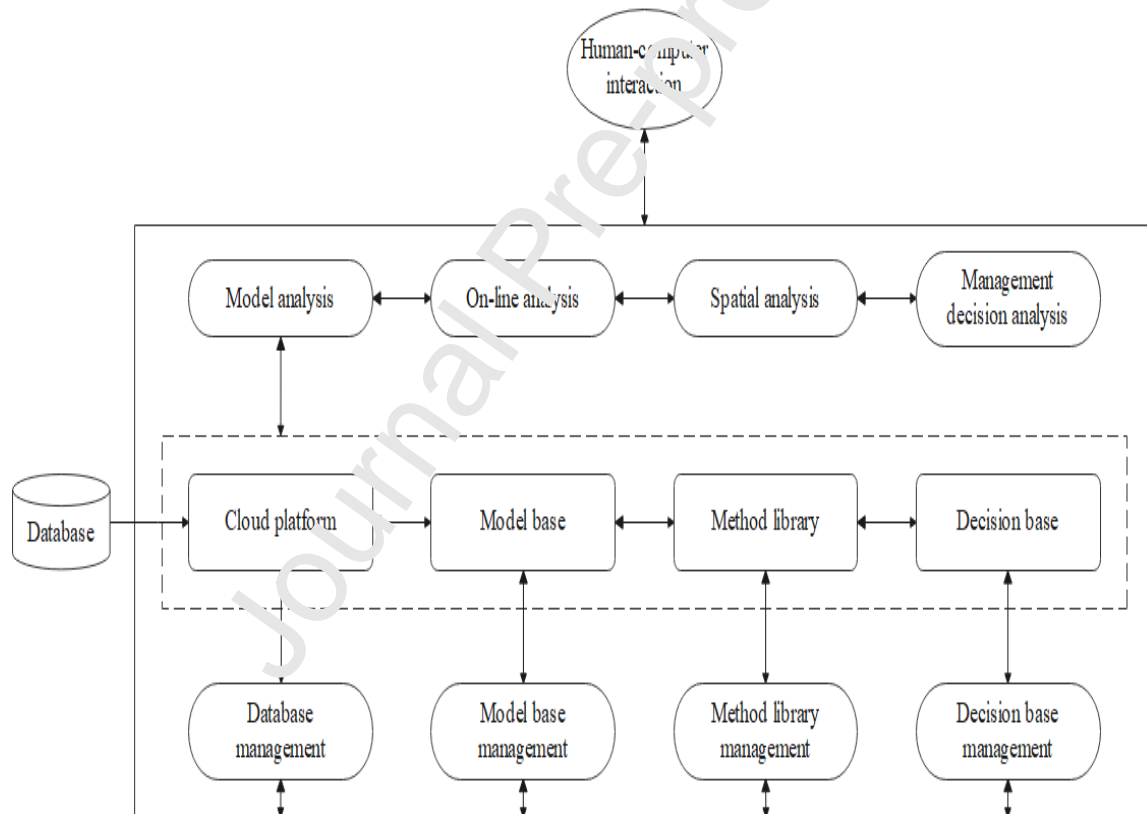 Human-computer
interaction
Model analysis
On-line analysis
Spatial analysis
Management
decision analysis
Database
Cloud platform
Model base
Method library
Decision base
Database
management
Model base
management
Method library
management
Decision base
management
Journal Pre-pro